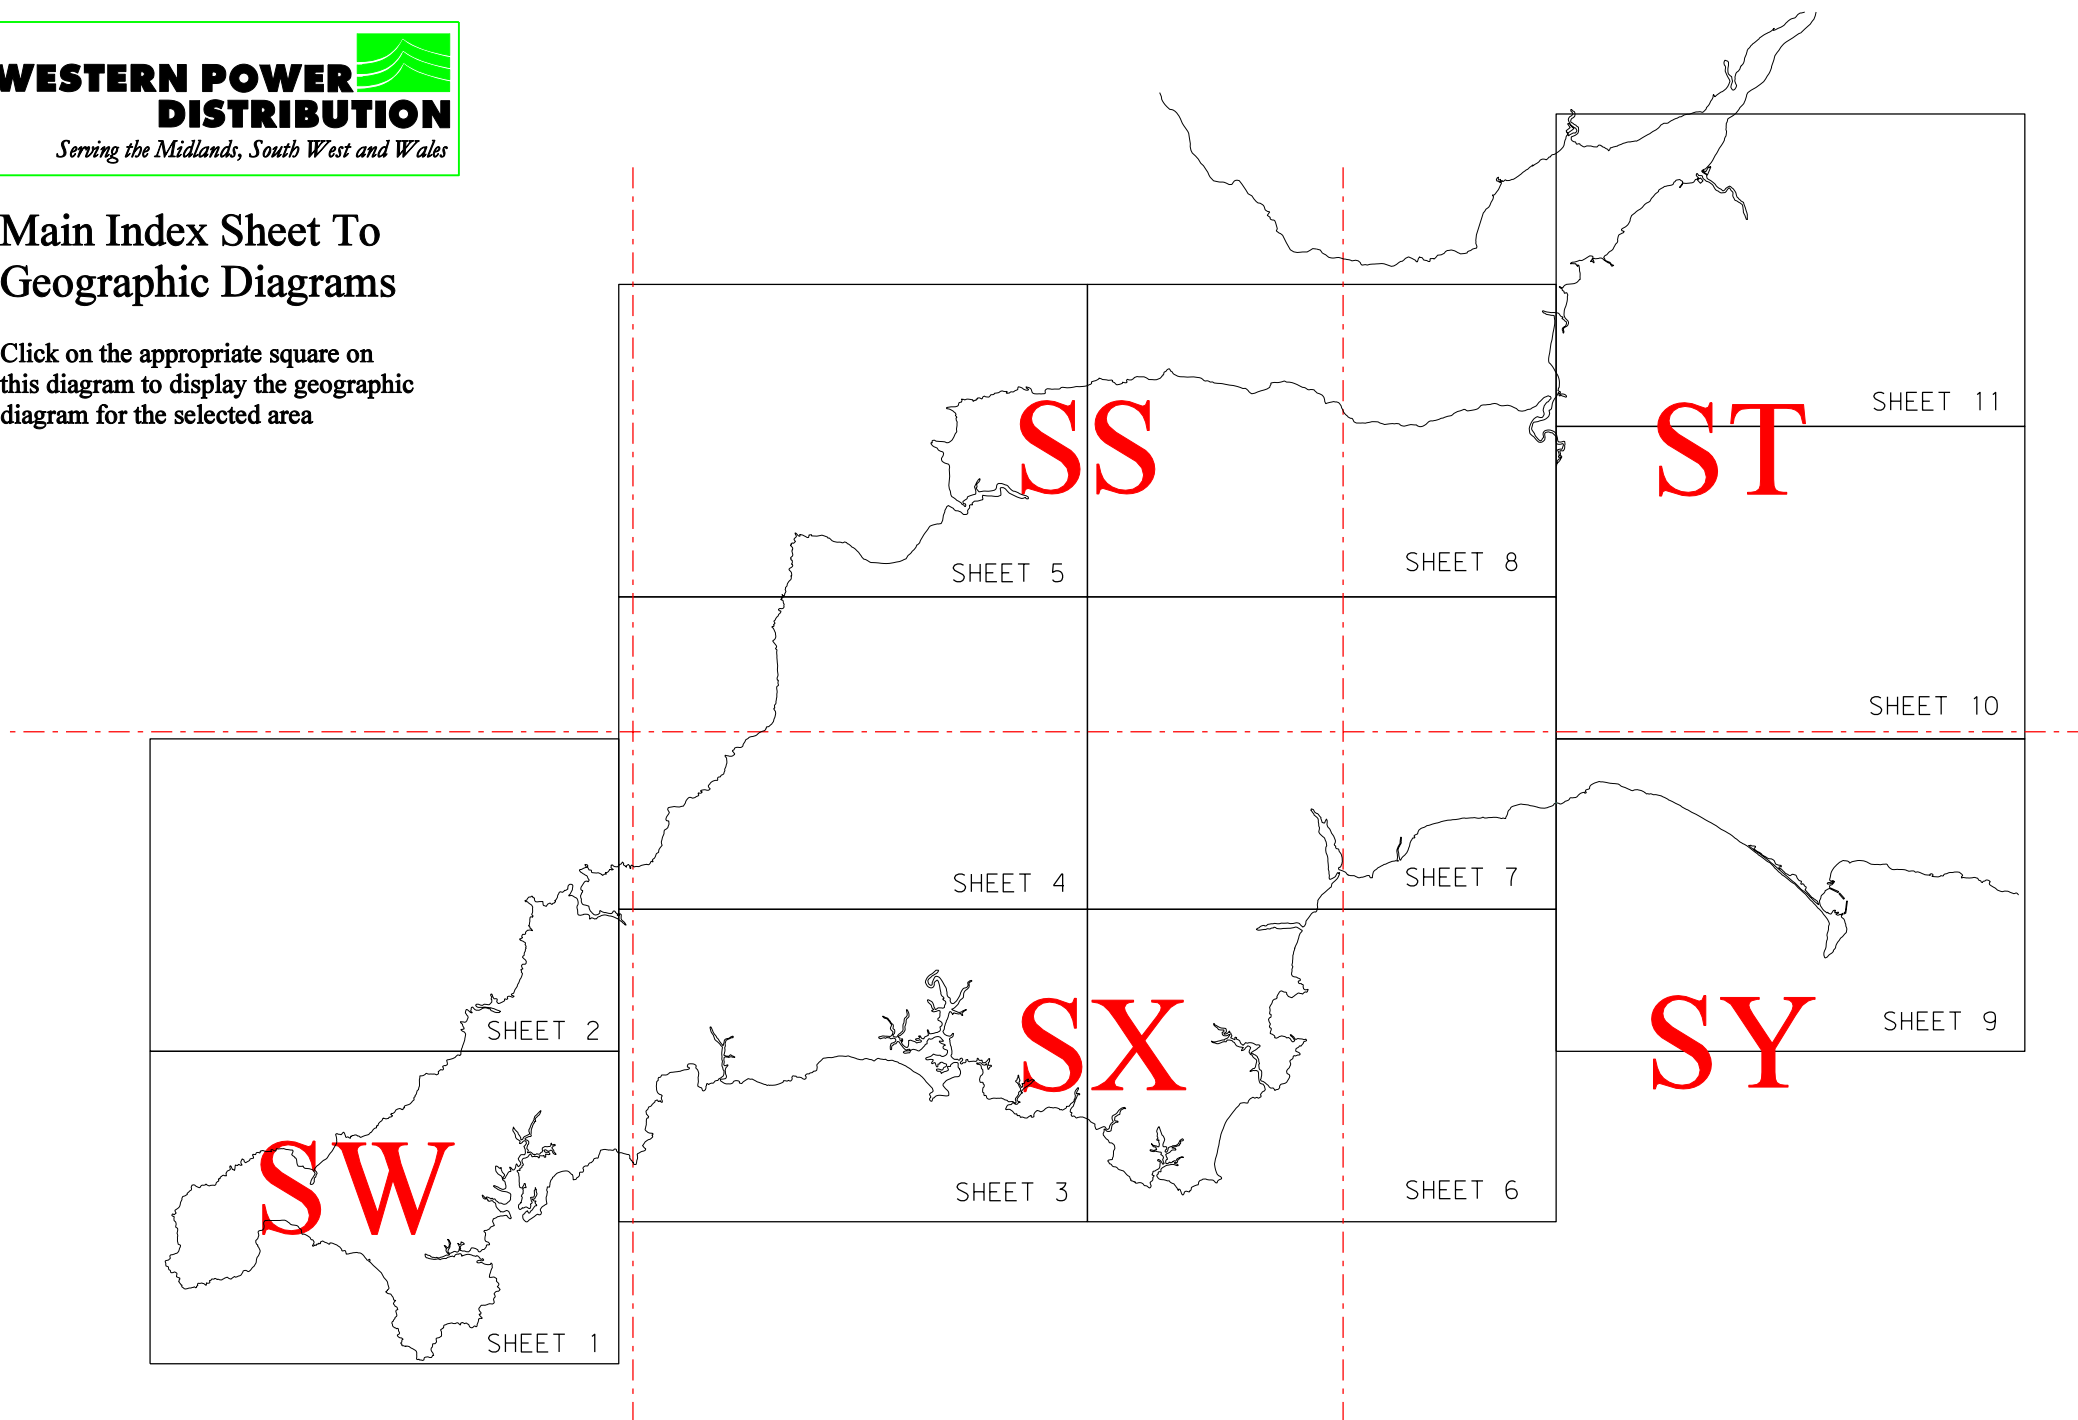 WESTERN POWER
DISTRIBUTION
Serving the Midlands, South West and Wales
Main Index Sheet To
Geographic Diagrams
Click on the appropriate square on
this diagram to display the geographic
diagram for the selected area
SS
ST
SHEET 11
SHEET 5
SHEET 8
SHEET 10
SHEET 4
SHEET 7
SX
SY
SHEET 2
SHEET 9
SW
SHEET 3
SHEET 6
SHEET 1